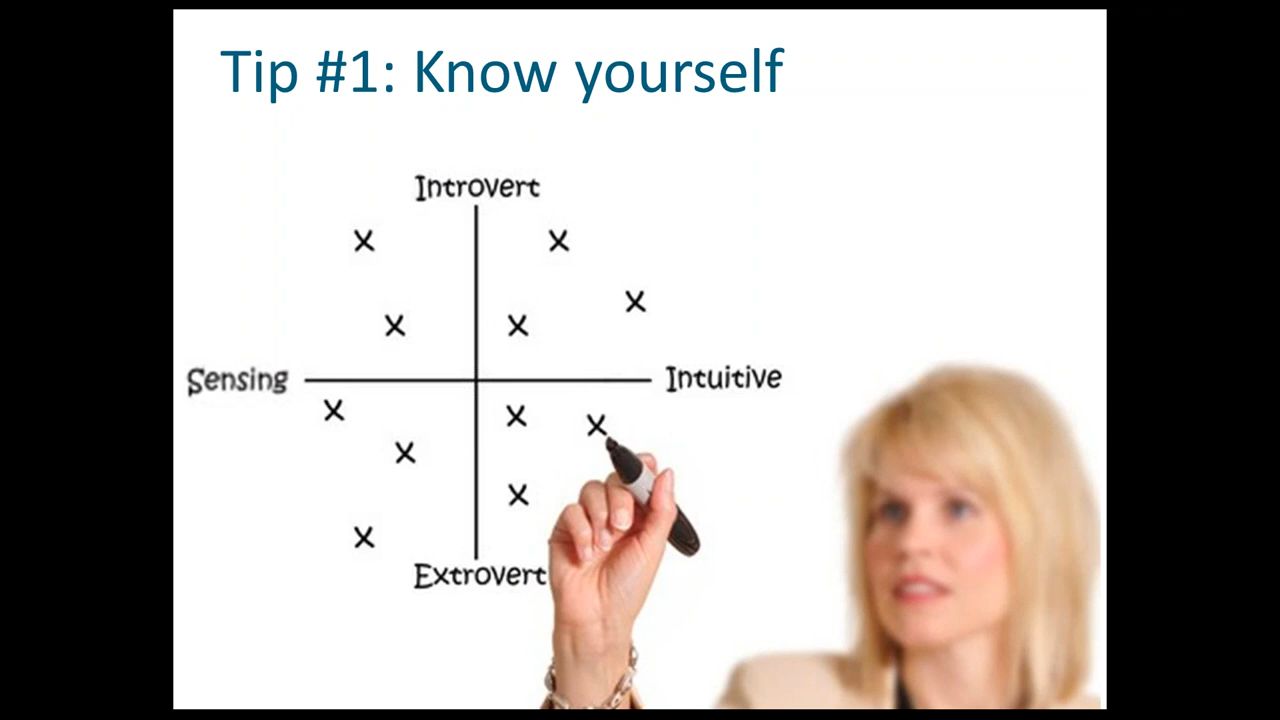 Tip #1: Know yourself
Introvert
x x
x
x x
Sensing Intuitive
x x x
x
x
x
Extrovert